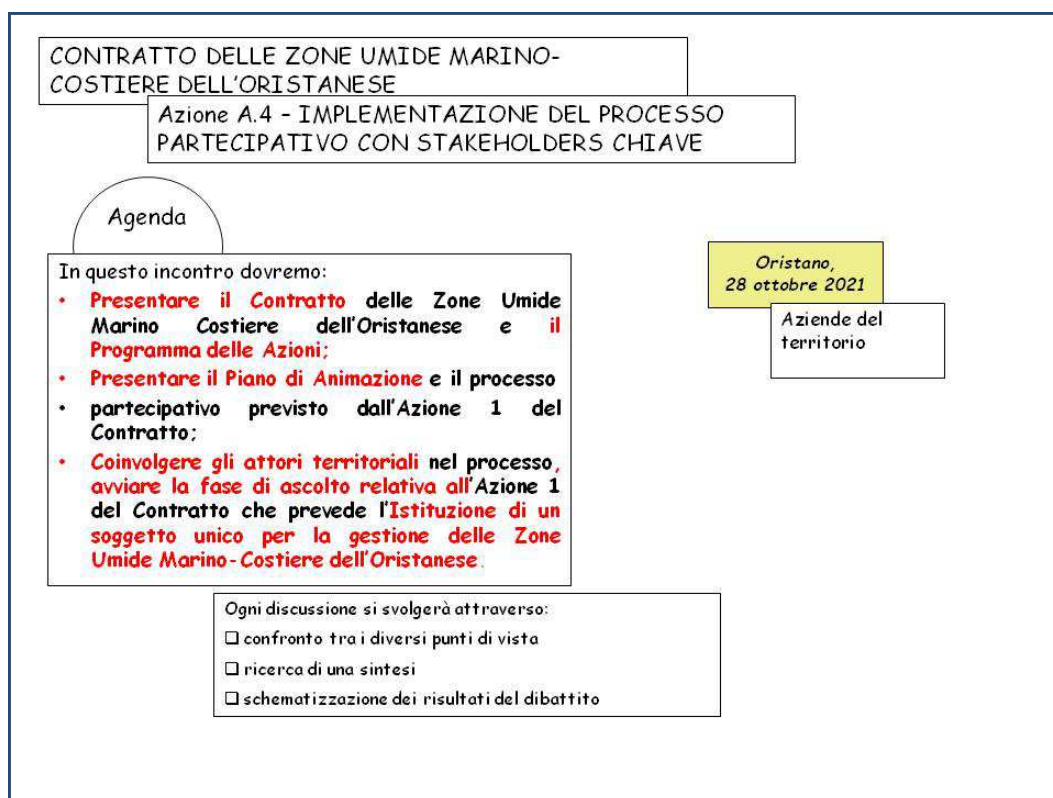 CONTRATTO DELLE ZONE UMIDE MARINO-
COSTIERE DELL'ORISTANESE
Azione A.4 – IMPLEMENTAZIONE DEL PROCESSO
PARTECIPATIVO CON STAKEHOLDERS CHIAVE
Agenda
In questo incontro dovremo:
• Presentare il Contratto delle Zone Umide
Marino Costiere dell'Oristanese e il
Programma delle Azioni;
• Presentare il Piano di Animazione e il processo
• partecipativo previsto dall'Azione 1 del
Contratto;
• Coinvolgere gli attori territoriali nel processo,
avviare la fase di ascolto relativa all'Azione 1
del Contratto che prevede l'Istituzione di un
soggetto unico per la gestione delle Zone
Umide Marino-Costiere dell'Oristanese.
Oristano,
28 ottobre 2021
Aziende del
territorio
Ogni discussione si svolgerà attraverso:
❑ confronto tra i diversi punti di vista
❑ ricerca di una sintesi
❑ schematizzazione dei risultati del dibattito